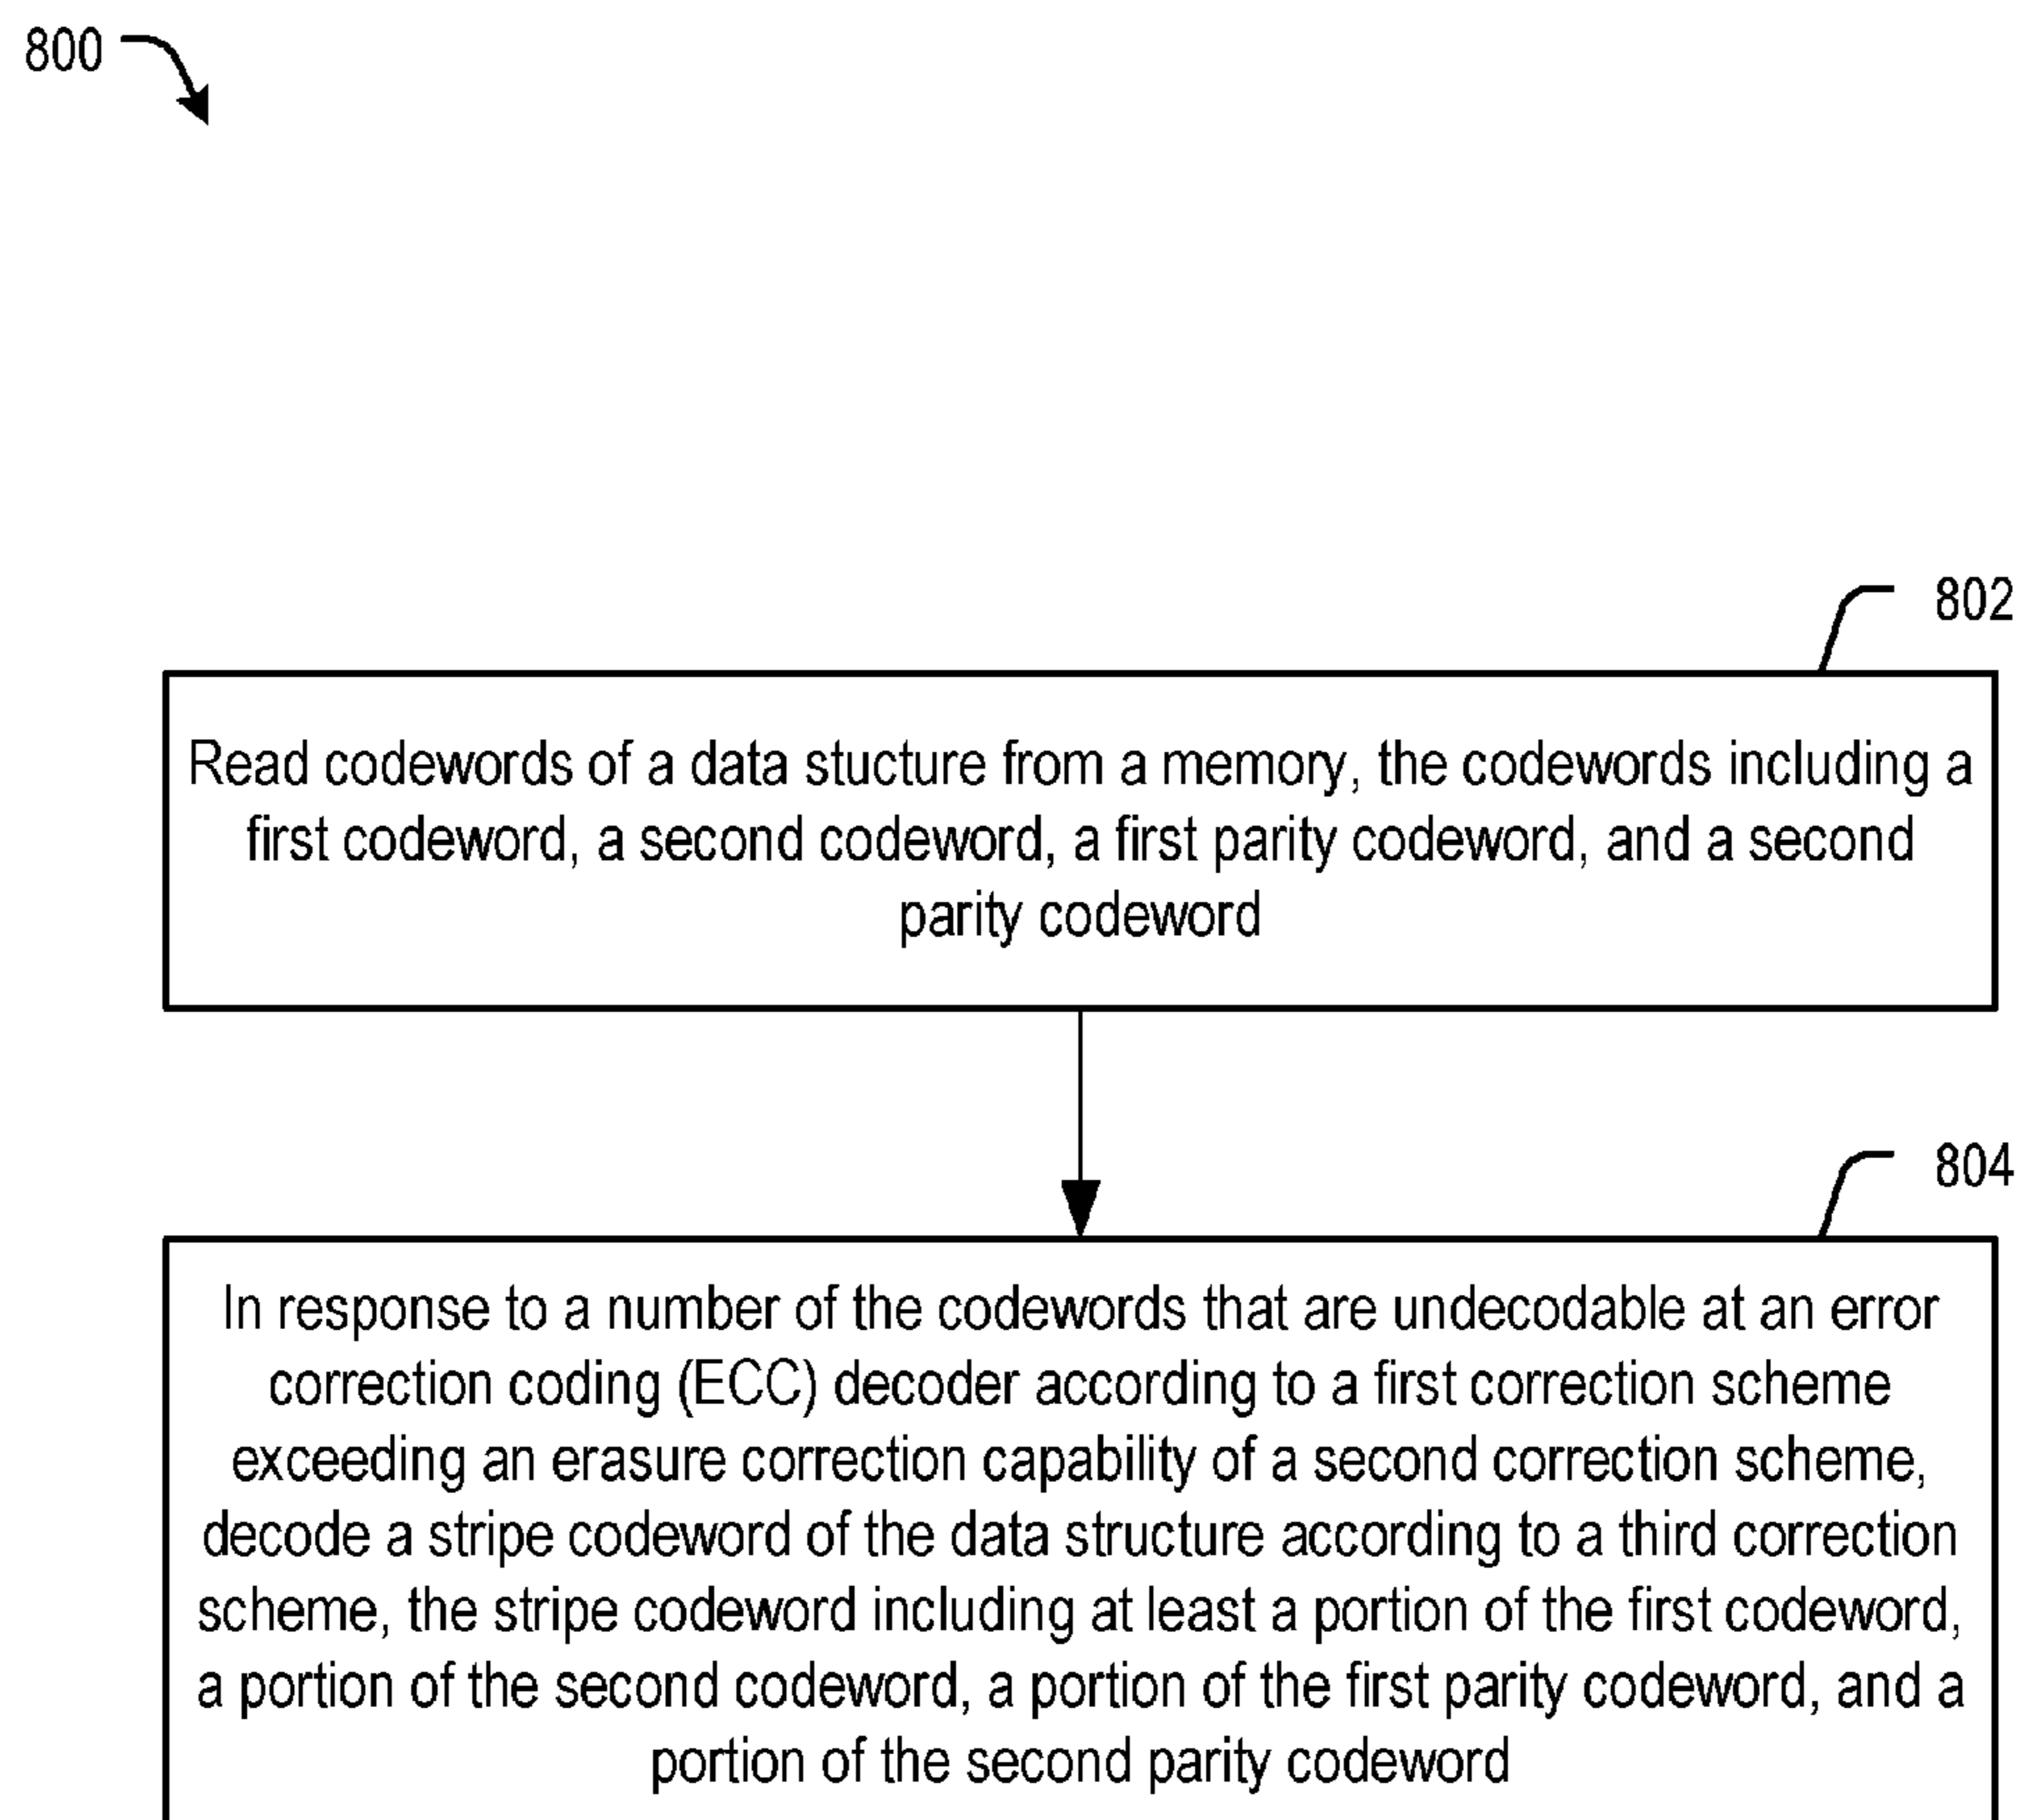 800
802
Read codewords of a data stucture from a memory, the codewords including a
first codeword, a second codeword, a first parity codeword, and a second
parity codeword
804
In response to a number of the codewords that are undecodable at an error
correction coding (ECC) decoder according to a first correction scheme
exceeding an erasure correction capability of a second correction scheme,
decode a stripe codeword of the data structure according to a third correction
scheme, the stripe codeword including at least a portion of the first codeword,
a portion of the second codeword, a portion of the first parity codeword, and a
portion of the second parity codeword